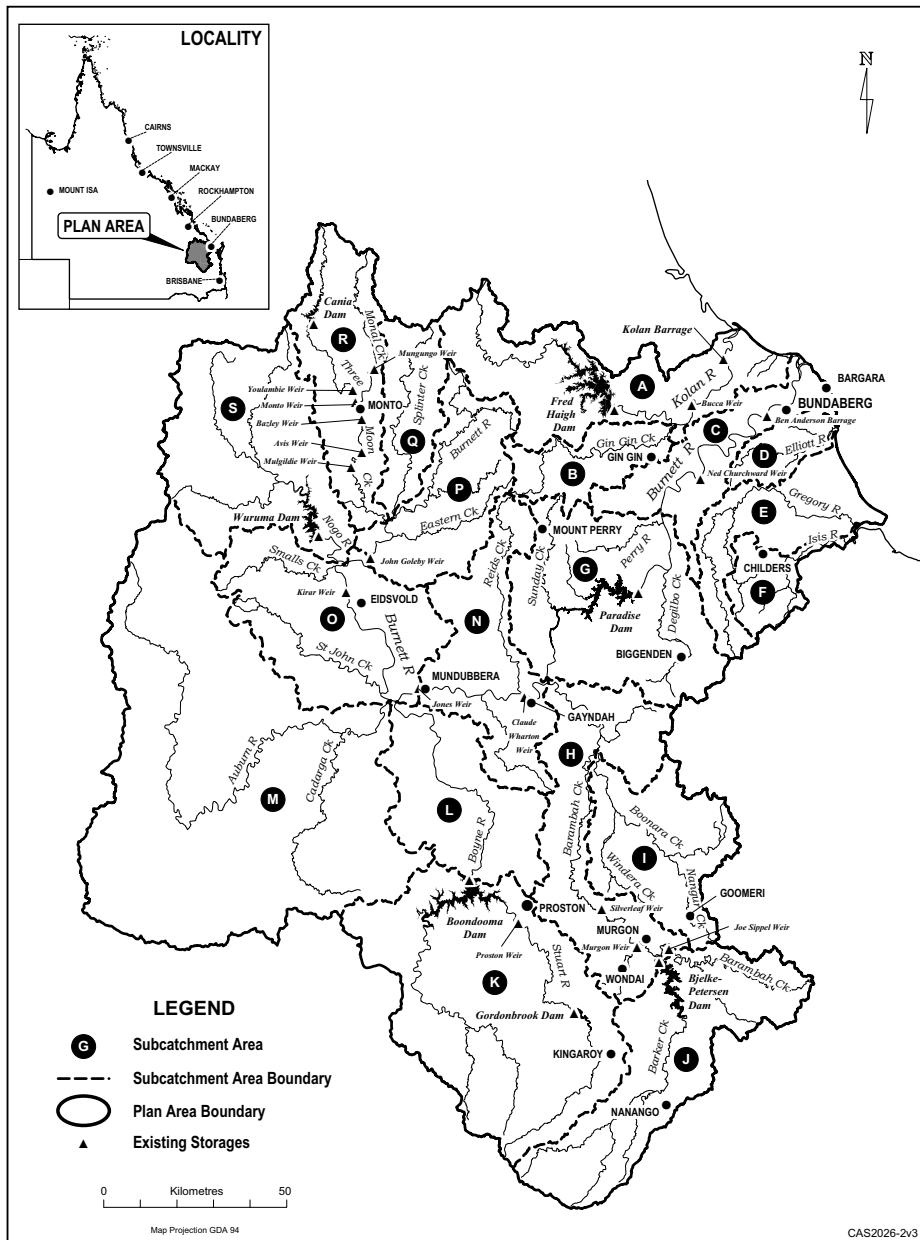 LOCALITY
CAIRNS
TOWNSVILLE
MACKAY
MOUNT ISA
ROCKHAMPTON
BUNDABERG
PLAN AREA
BRISBANE
N
Cania
Dam
R
Monal Ck
Kolan Barrage
Mungungo Weir
Three
Moon
Ck
Youlambie Weir
Monto Weir
MONTO
Bazley Weir
Avis Weir
Mulgildie Weir
S
Splinter Ck
Q
Fred
Haigh
Dam
A
Kolan R
Bucca Weir
BARGARA
BUNDABERG
Ben Anderson Barrage
C
Gin Gin Ck
GIN GIN
B
Burnett R
D
Elliott R
Ned Churchward Weir
Burnett R
P
E
Gregory R
Wuruma Dam
Nogo R
Eastern Ck
MOUNT PERRY
Isis R
CHILDERS
F
John Goleby Weir
Smalls Ck
Reids Ck
Sunday Ck
G
Perry R
Paradise
Dam
Degilbo Ck
Kirar Weir
EIDSVOLD
O
N
Burnett R
St John Ck
BIGGENDEN
MUNDUBBERA
Jones Weir
Claude
Wharton
Weir
GAYNDAH
H
Auburn R
Cadarga Ck
M
L
Boyne R
Barambah Ck
Boonara Ck
I
Windera Ck
Nangur Ck
GOOMERI
PROSTON
Silverleaf Weir
Boondooma
Dam
MURGON
Joe Sippel Weir
Proston Weir
Murgon Weir
Stuart R
WONDAI
Barambah Ck
Bjelke-
Petersen
Dam
K
Gordonbrook Dam
Barker Ck
KINGAROY
J
NANANGO
LEGEND
G Subcatchment Area
Subcatchment Area Boundary
Plan Area Boundary
Existing Storages
0 Kilometres 50
Map Projection GDA 94
CAS2026-2v3